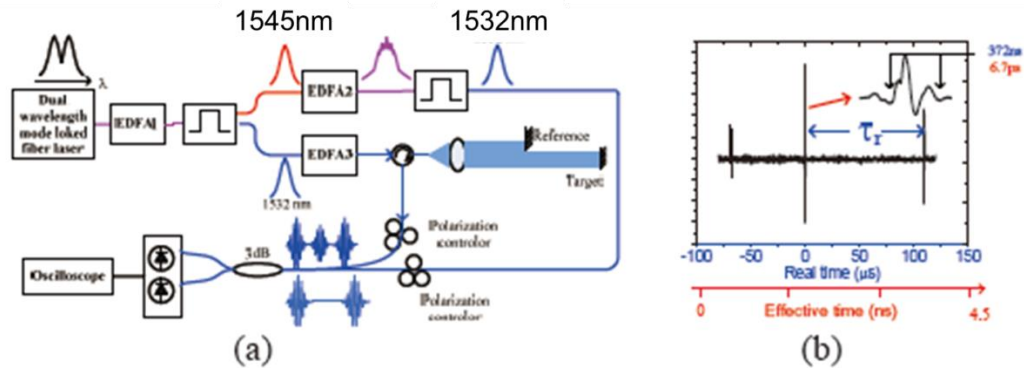 1545nm
1532nm
λ
Dual
wavelength
mode loked
fiber laser
EDFA1
EDFA2
EDFA3
1532 nm
Reference
Target
Polarization
controlor
3dB
Oscilloscope
Polarization
controlor
(a)
372ns
6.7ps
τr
-100 -50 0 50 100 150
Real time (μs)
0 Effective time (ns) 4.5
(b)